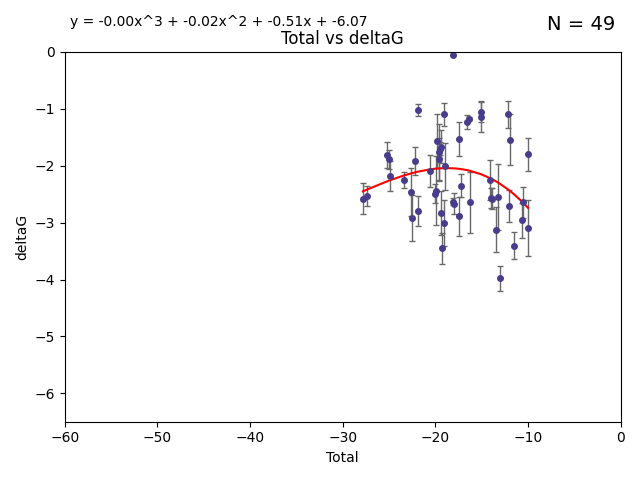 y = -0.00x^3 + -0.02x^2 + -0.51x + -6.07
N = 49
Total vs deltaG
0
−1
−2
−3
−4
−5
−6
deltaG
−60 −50 −40 −30 −20 −10 0
Total